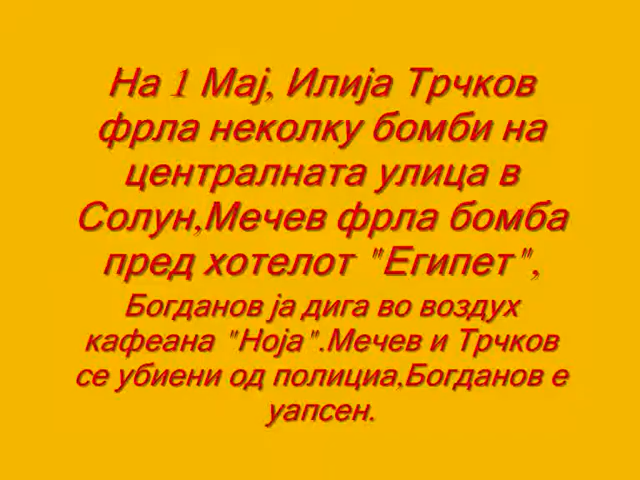 На 1 Мај, Илија Трчков
фрла неколку бомби на
централната улица в
Солун,Мечев фрла бомба
пред хотелот "Египет",
Богданов ја дига во воздух
кафеана "Ноја".Мечев и Трчков
се убиени од полициа,Богданов е
уапсен.